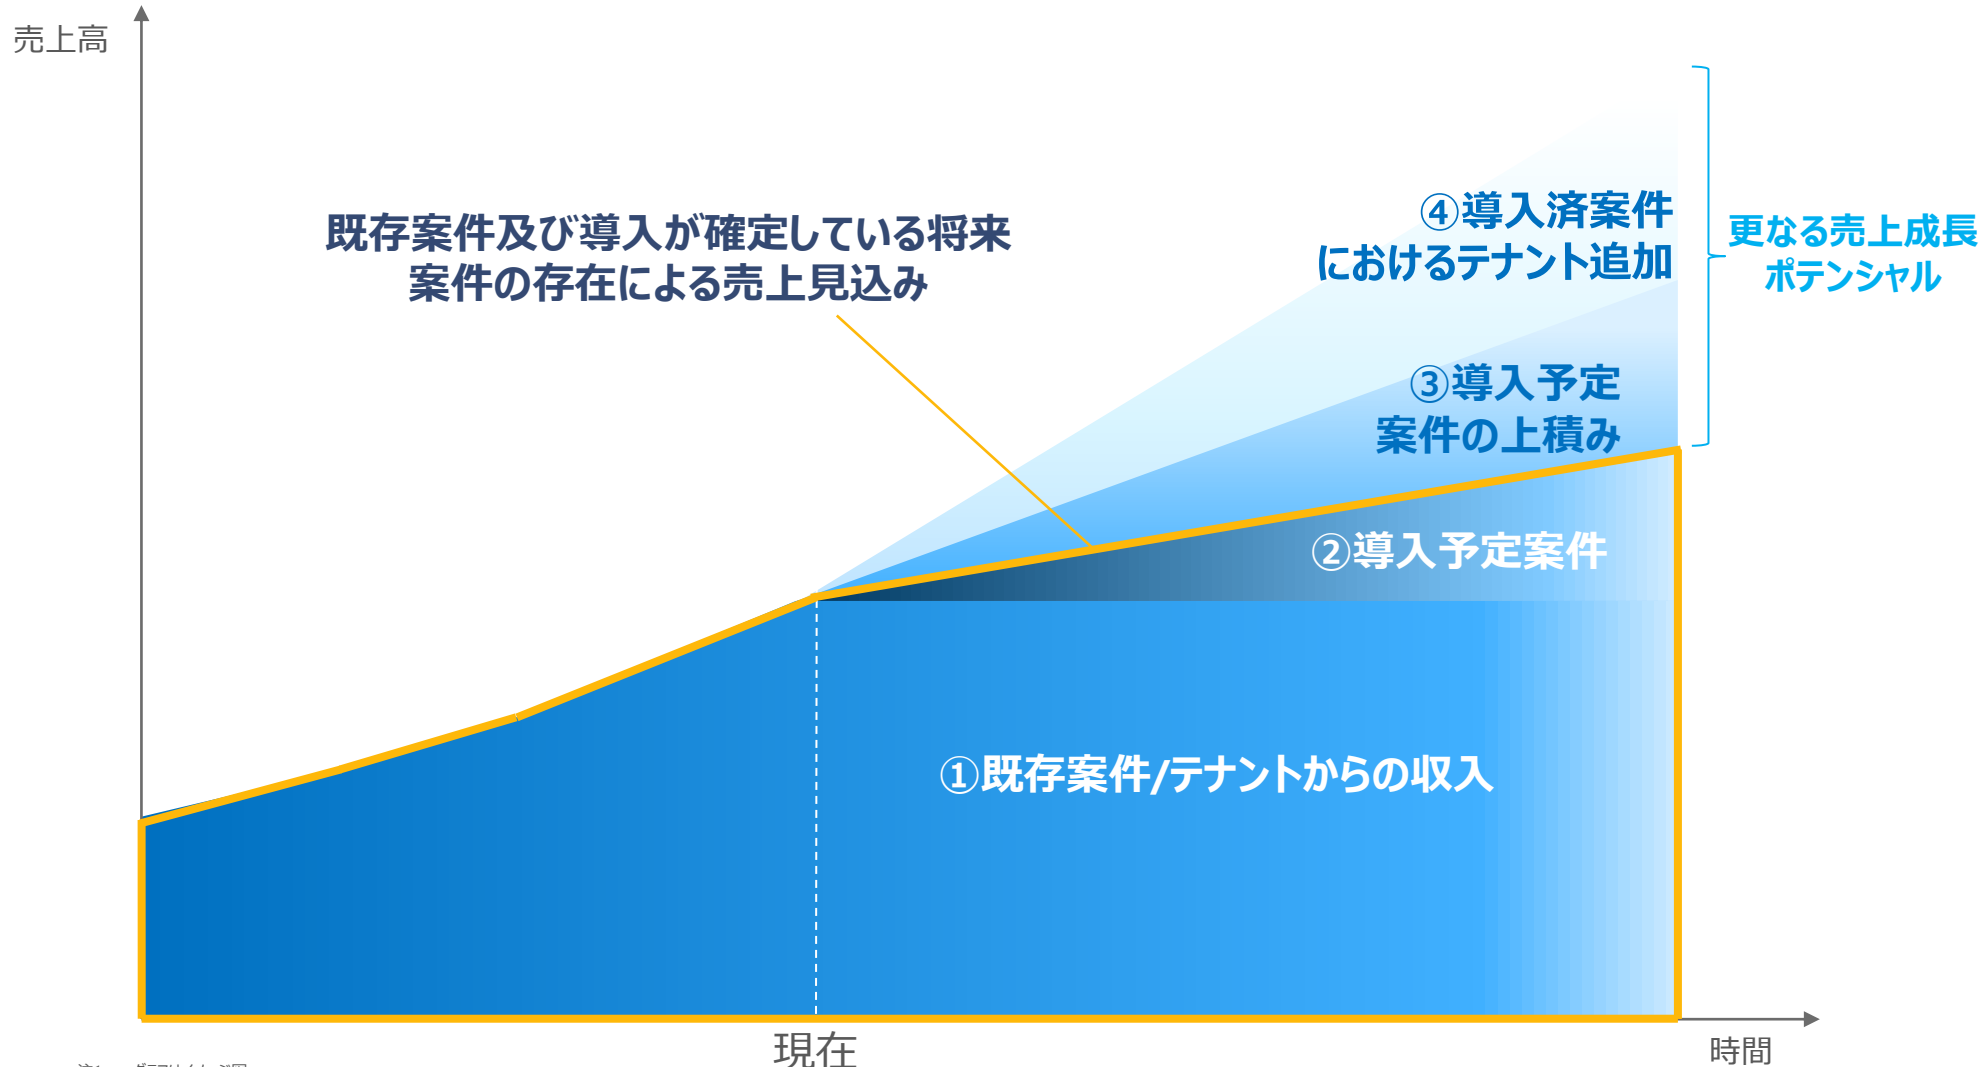 売上高
既存案件及び導入が確定している将来
案件の存在による売上見込み
④導入済案件
におけるテナント追加
更なる売上成長
ポテンシャル
③導入予定
案件の上積み
②導入予定案件
①既存案件/テナントからの収入
現在
時間